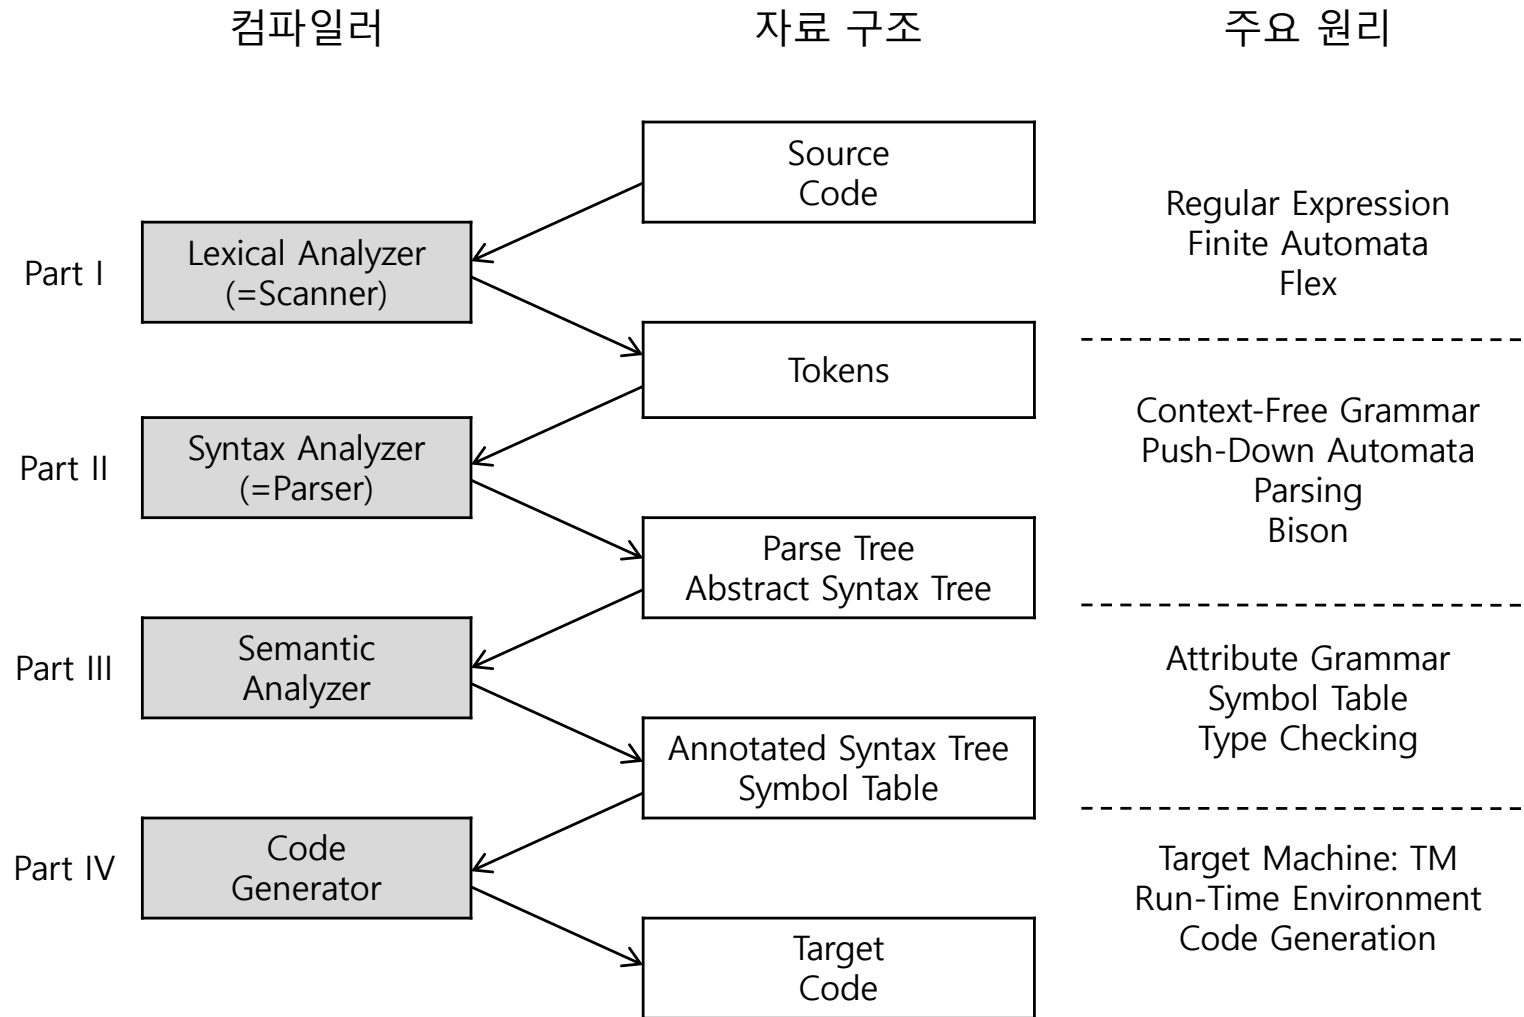 컴파일러
자료 구조
주요 원리
Source
Code
Part I
Lexical Analyzer
(=Scanner)
Regular Expression
Finite Automata
Flex
Tokens
Part II
Syntax Analyzer
(=Parser)
Context-Free Grammar
Push-Down Automata
Parsing
Bison
Parse Tree
Abstract Syntax Tree
Part III
Semantic
Analyzer
Attribute Grammar
Symbol Table
Type Checking
Annotated Syntax Tree
Symbol Table
Part IV
Code
Generator
Target Machine: TM
Run-Time Environment
Code Generation
Target
Code